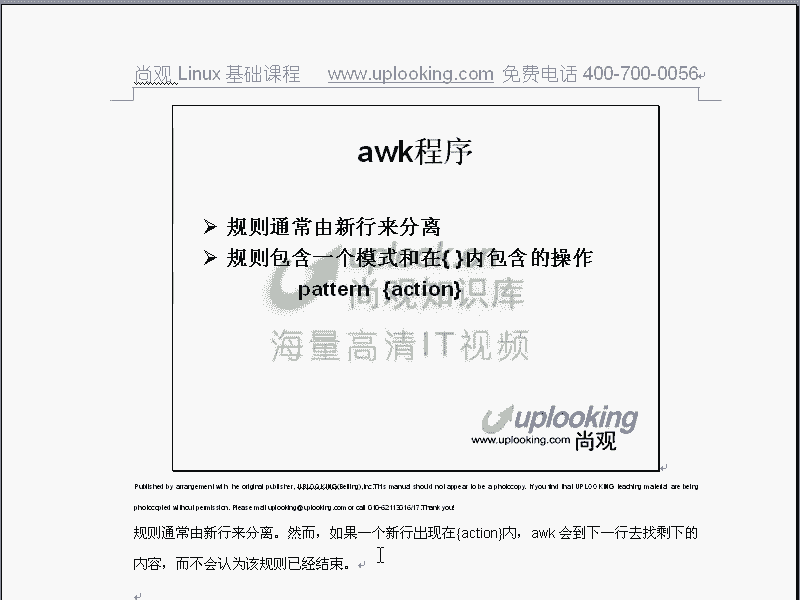 尚观 Linux 基础课程 www.uplooking.com 免费电话 400-700-0056
awk程序
规则通常由新行来分离
规则包含一个模式和在{ }内包含的操作
pattern {action}
uplook.cn
尚观知识库
海量高清IT视频
uplooking
www.uplooking.com 尚观
Published by arrangement with he original publisher, UPLOOKING(Beijing),Inc.This manual should not appear to be a photocopy. If you find that UPLOOKING teaching material are being
photocopied without permission. Please mail uplooking@uplooking.com or call 010-62113016/17.Thank you!
规则通常由新行来分离。然而，如果一个新行出现在{action}内，awk 会到下一行去找剩下的
内容，而不会认为该规则已经结束。